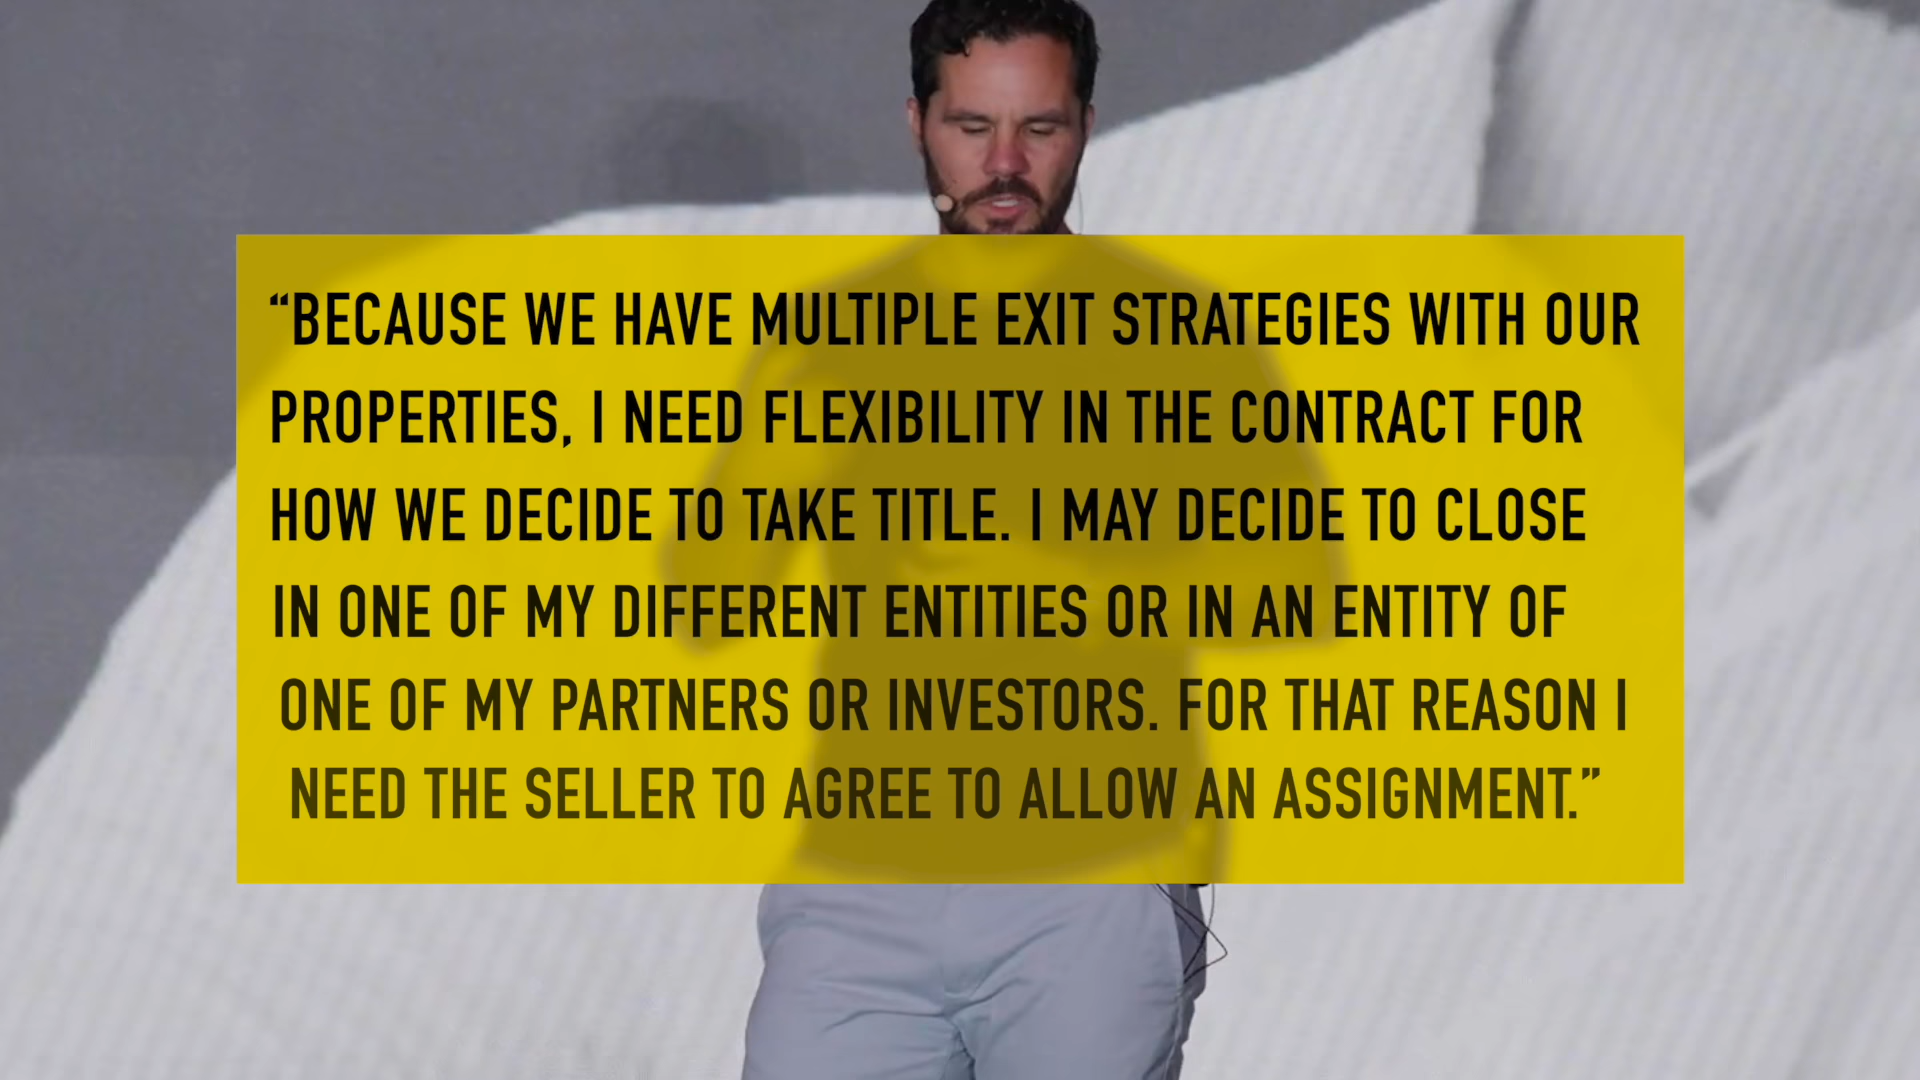 “BECAUSE WE HAVE MULTIPLE EXIT STRATEGIES WITH OUR
PROPERTIES, I NEED FLEXIBILITY IN THE CONTRACT FOR
HOW WE DECIDE TO TAKE TITLE. I MAY DECIDE TO CLOSE
IN ONE OF MY DIFFERENT ENTITIES OR IN AN ENTITY OF
ONE OF MY PARTNERS OR INVESTORS. FOR THAT REASON I
NEED THE SELLER TO AGREE TO ALLOW AN ASSIGNMENT.”